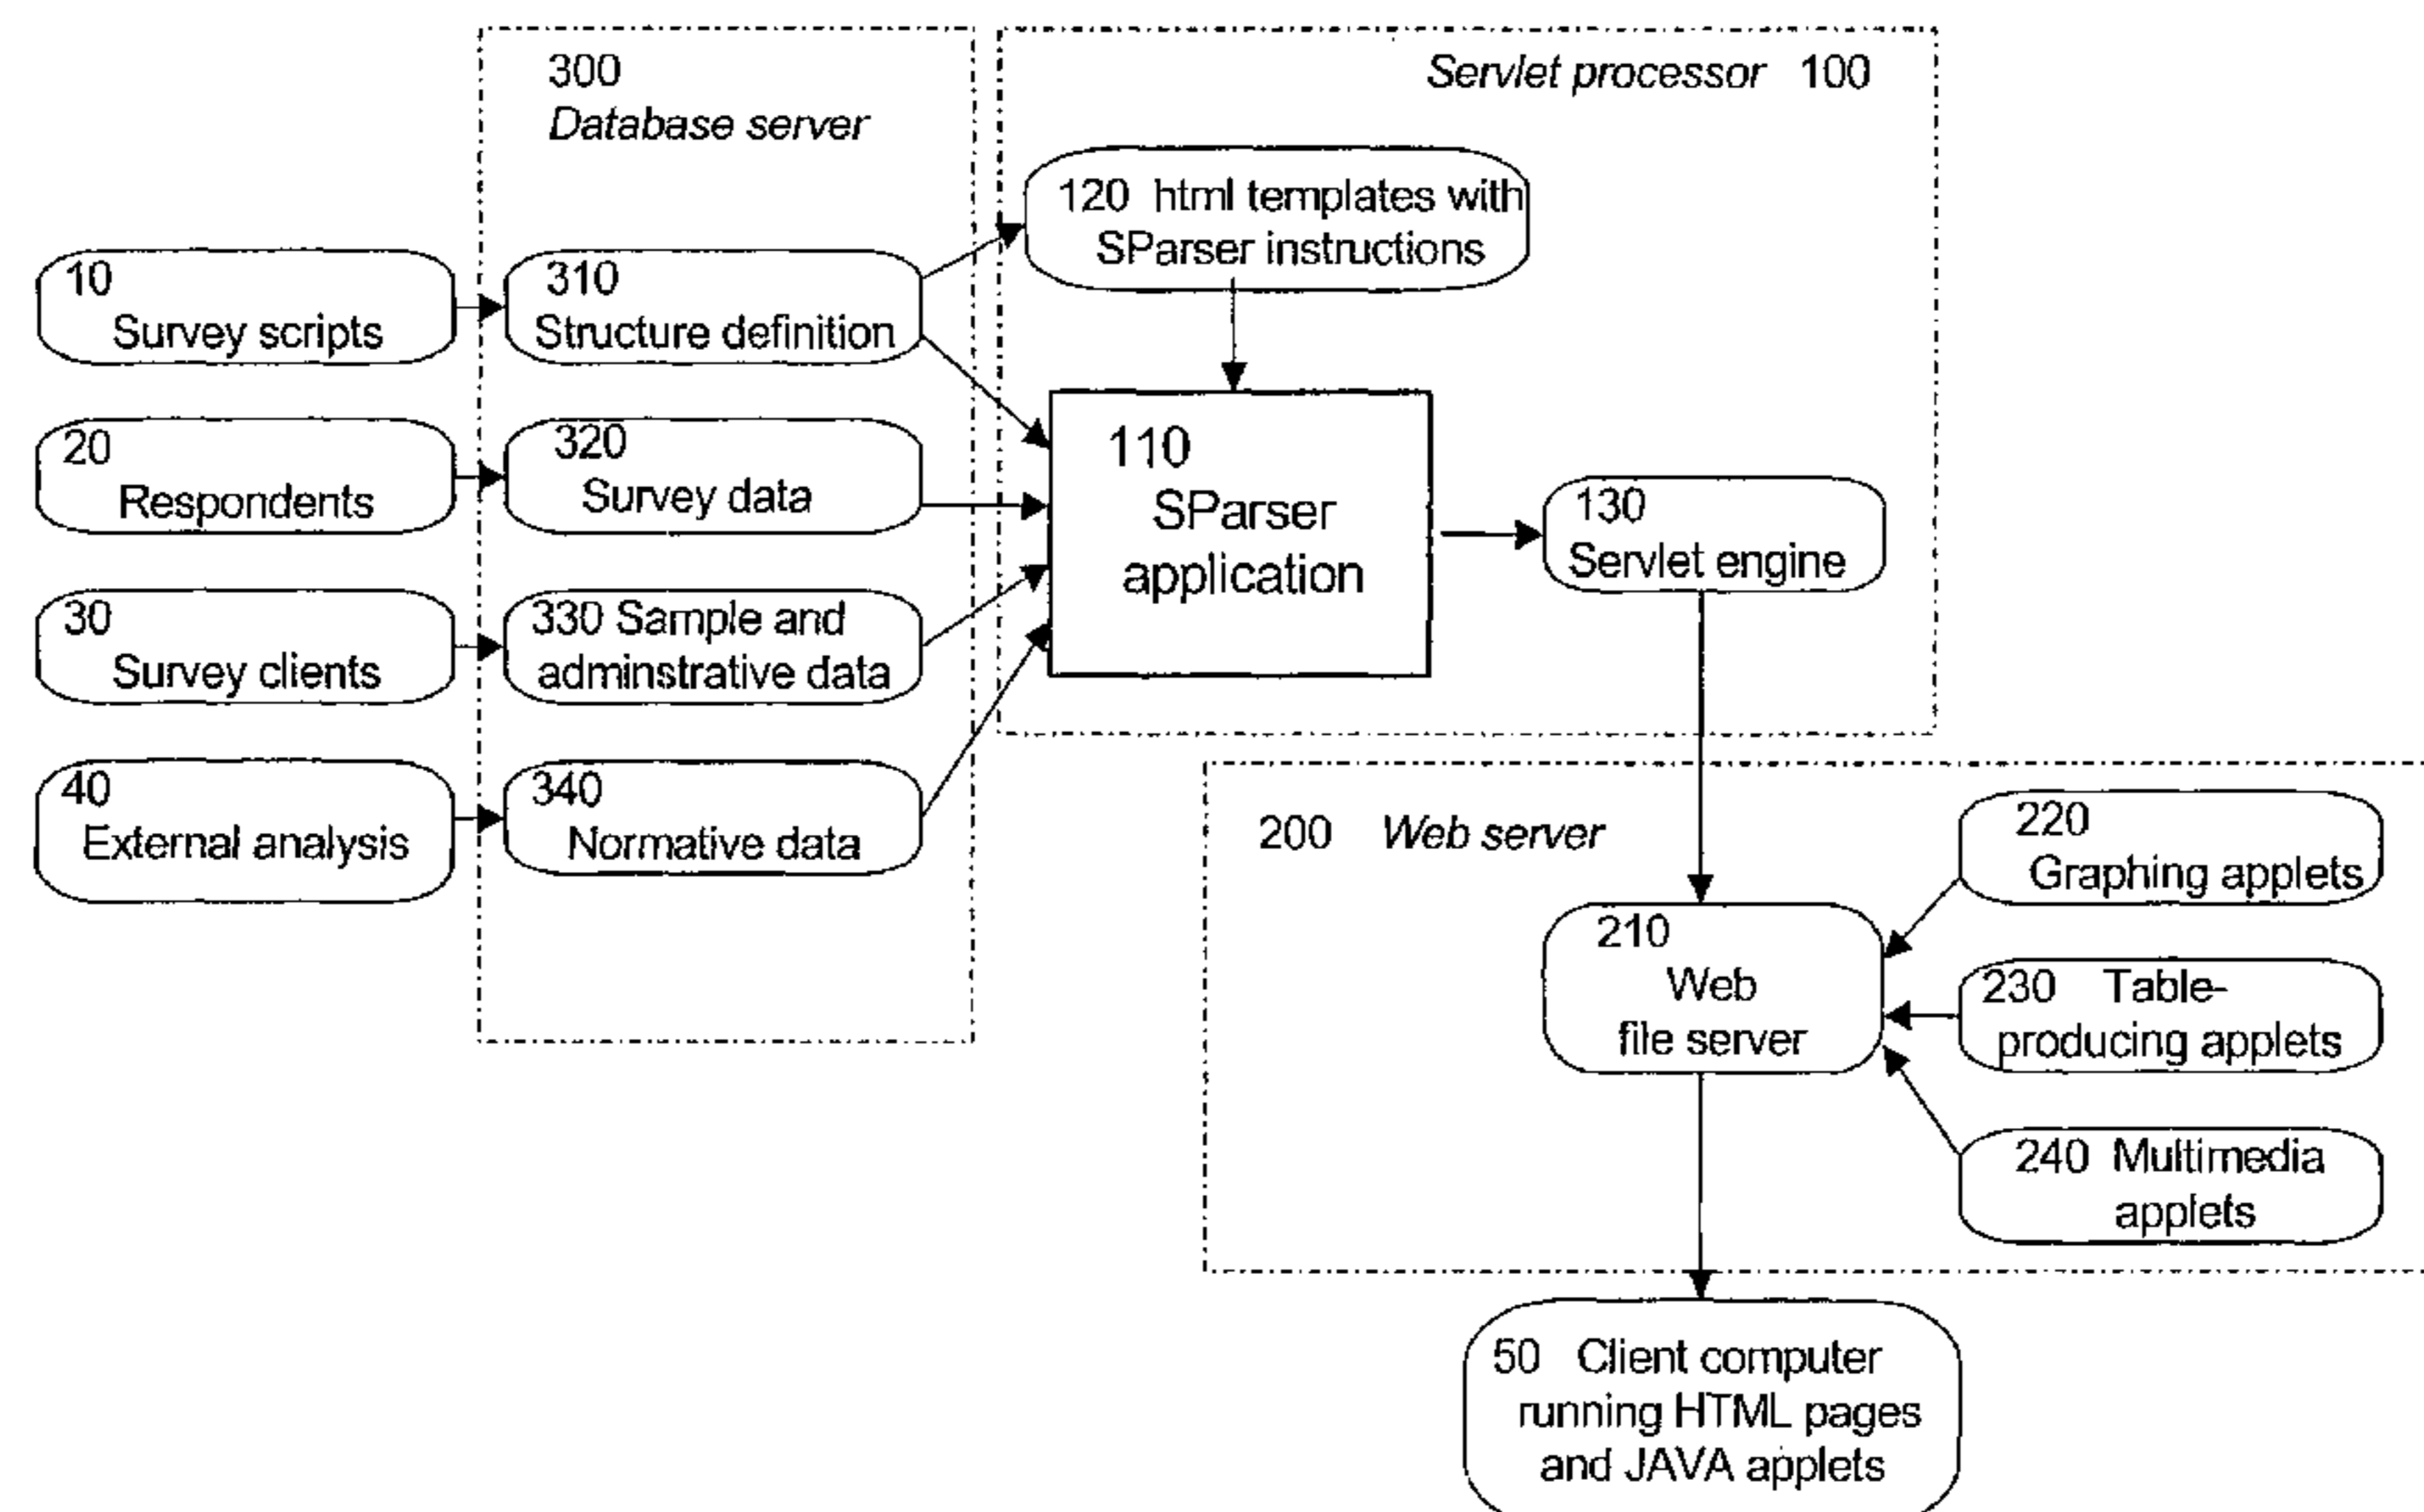 300
Database server
Servlet processor 100
120 html templates with
SParser instructions
10
Survey scripts
310
Structure definition
20
Respondents
320
Survey data
110
SParser
application
130
Servlet engine
30
Survey clients
330 Sample and
adminstrative data
40
External analysis
340
Normative data
200 Web server
220
Graphing applets
210
Web
file server
230 Table-
producing applets
240 Multimedia
applets
50 Client computer
running HTML pages
and JAVA applets